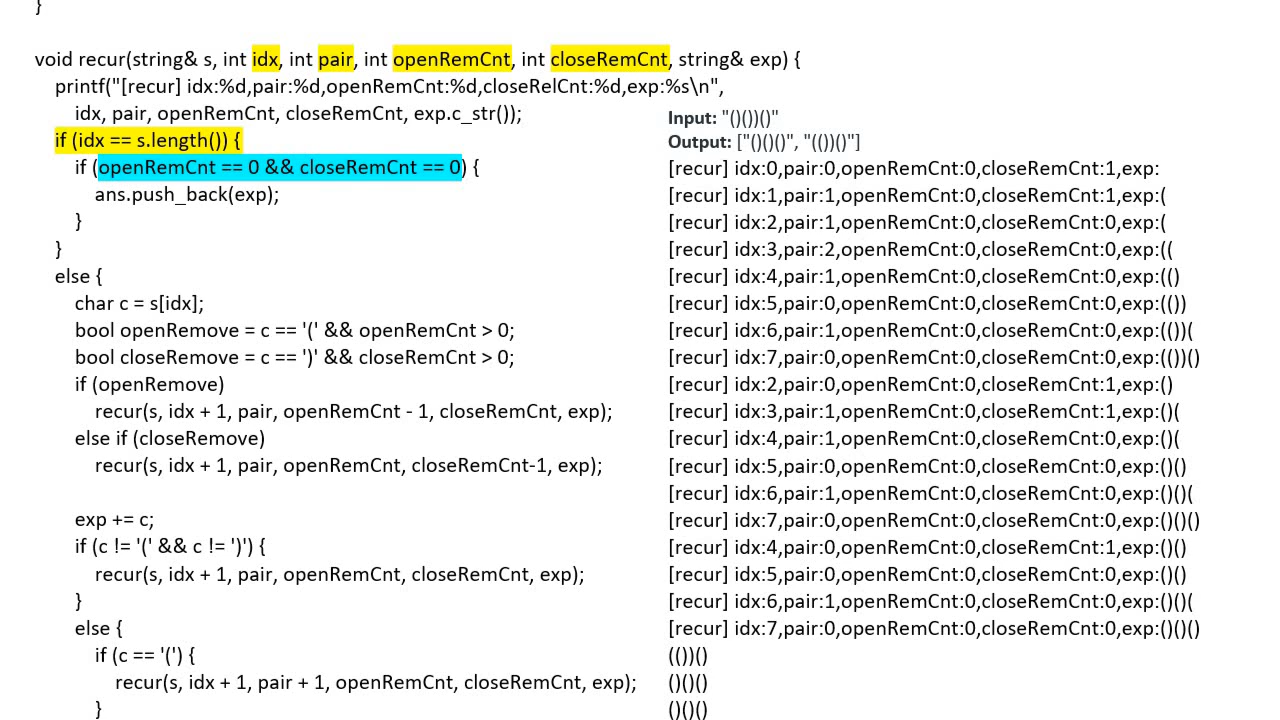 }
void recur(string& s, int idx, int pair, int openRemCnt, int closeRemCnt, string& exp) {
printf("[recur] idx:%d,pair:%d,openRemCnt:%d,closeRelCnt:%d,exp:%s\n",
idx, pair, openRemCnt, closeRemCnt, exp.c_str());
if (idx == s.length()) {
if (openRemCnt == 0 && closeRemCnt == 0) {
ans.push_back(exp);
}
}
else {
char c = s[idx];
bool openRemove = c == '(' && openRemCnt > 0;
bool closeRemove = c == ')' && closeRemCnt > 0;
if (openRemove)
recur(s, idx + 1, pair, openRemCnt - 1, closeRemCnt, exp);
else if (closeRemove)
recur(s, idx + 1, pair, openRemCnt, closeRemCnt-1, exp);
exp += c;
if (c != '(' && c != ')') {
recur(s, idx + 1, pair, openRemCnt, closeRemCnt, exp);
}
else {
if (c == '(') {
recur(s, idx + 1, pair + 1, openRemCnt, closeRemCnt, exp);
}
Input: "()())()"
Output: ["()()()", "(())()"]
[recur] idx:0,pair:0,openRemCnt:0,closeRemCnt:1,exp:
[recur] idx:1,pair:1,openRemCnt:0,closeRemCnt:1,exp:(
[recur] idx:2,pair:1,openRemCnt:0,closeRemCnt:0,exp:(
[recur] idx:3,pair:2,openRemCnt:0,closeRemCnt:0,exp:((
[recur] idx:4,pair:1,openRemCnt:0,closeRemCnt:0,exp:(()
[recur] idx:5,pair:0,openRemCnt:0,closeRemCnt:0,exp:(())
[recur] idx:6,pair:1,openRemCnt:0,closeRemCnt:0,exp:(())(
[recur] idx:7,pair:0,openRemCnt:0,closeRemCnt:0,exp:(())()
[recur] idx:2,pair:0,openRemCnt:0,closeRemCnt:1,exp:()
[recur] idx:3,pair:1,openRemCnt:0,closeRemCnt:1,exp:()(
[recur] idx:4,pair:1,openRemCnt:0,closeRemCnt:0,exp:()(
[recur] idx:5,pair:0,openRemCnt:0,closeRemCnt:0,exp:()()
[recur] idx:6,pair:1,openRemCnt:0,closeRemCnt:0,exp:()()(
[recur] idx:7,pair:0,openRemCnt:0,closeRemCnt:0,exp:()()()
[recur] idx:4,pair:0,openRemCnt:0,closeRemCnt:1,exp:()()
[recur] idx:5,pair:0,openRemCnt:0,closeRemCnt:0,exp:()()
[recur] idx:6,pair:1,openRemCnt:0,closeRemCnt:0,exp:()()(
[recur] idx:7,pair:0,openRemCnt:0,closeRemCnt:0,exp:()()()
(())()
()()()
()()()